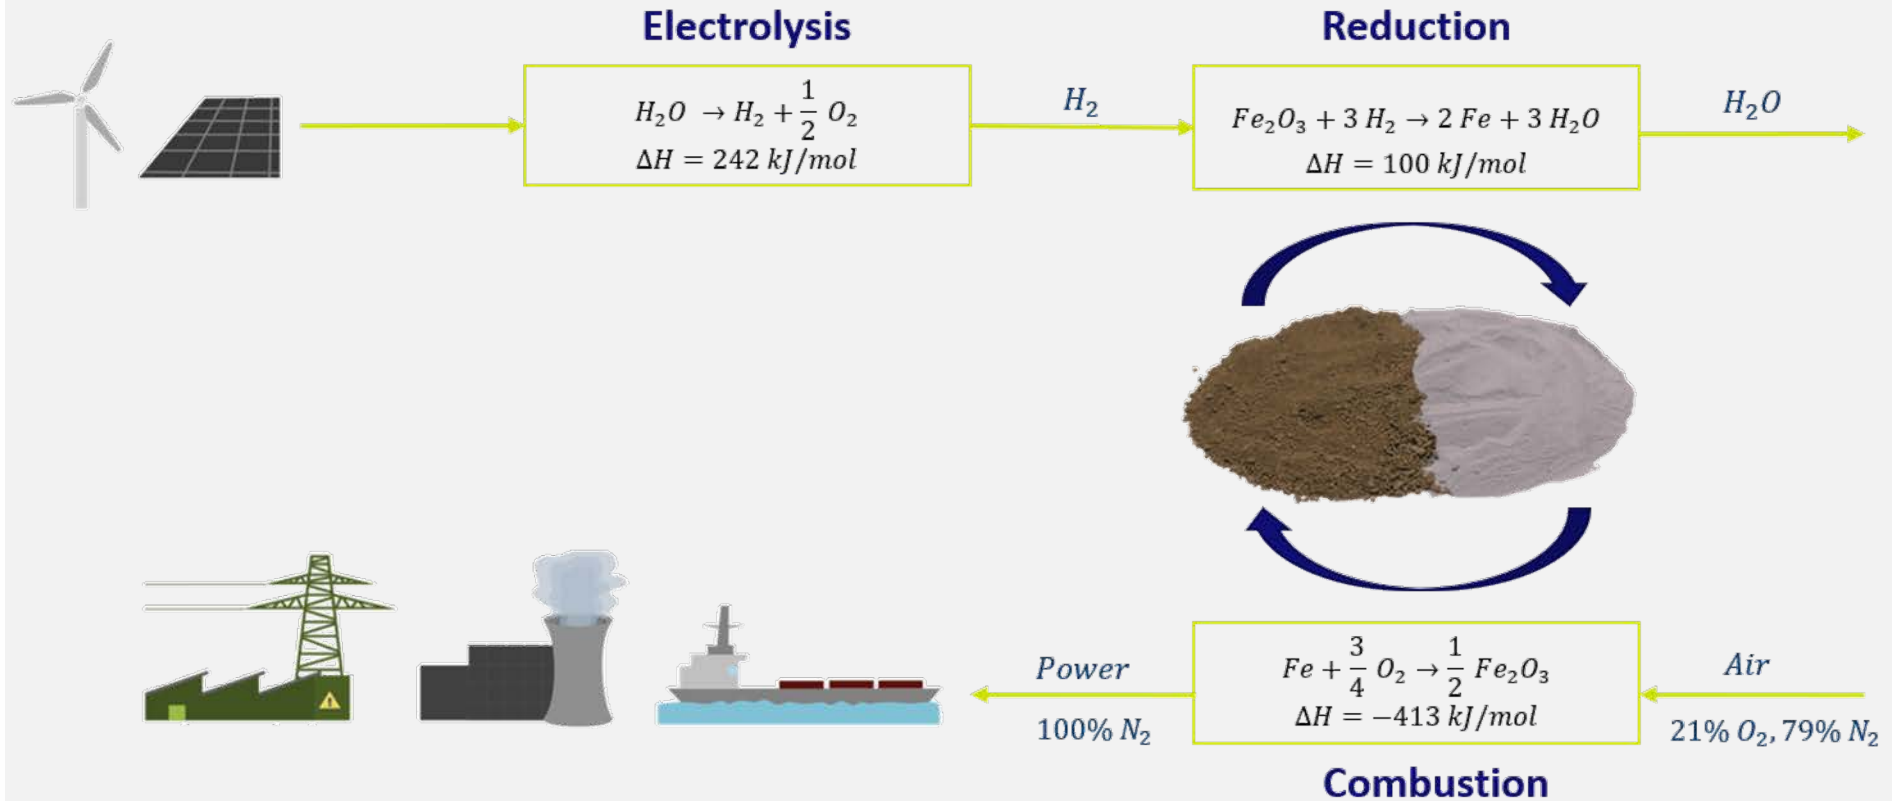 Electrolysis
H₂O → H₂ + 1/2 O₂
ΔH = 242 kJ/mol
H₂
Reduction
Fe₂O₃ + 3 H₂ → 2 Fe + 3 H₂O
ΔH = 100 kJ/mol
H₂O
Power
100% N₂
Fe + 3/4 O₂ → 1/2 Fe₂O₃
ΔH = −413 kJ/mol
Air
21% O₂, 79% N₂
Combustion